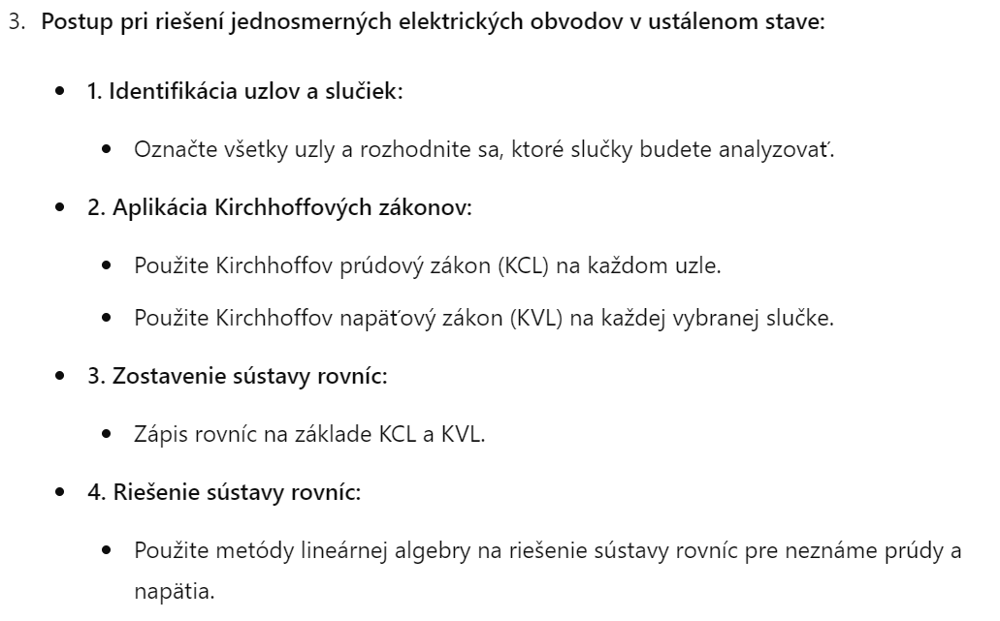 3. Postup pri riešení jednosmerných elektrických obvodov v ustálenom stave:
• 1. Identifikácia uzlov a slučiek:
• Označte všetky uzly a rozhodnite sa, ktoré slučky budete analyzovať.
• 2. Aplikácia Kirchhoffových zákonov:
• Použite Kirchhoffov prúdový zákon (KCL) na každom uzle.
• Použite Kirchhoffov napäťový zákon (KVL) na každej vybranej slučke.
• 3. Zostavenie sústavy rovníc:
• Zápis rovníc na základe KCL a KVL.
• 4. Riešenie sústavy rovníc:
• Použite metódy lineárnej algebry na riešenie sústavy rovníc pre neznáme prúdy a
napätia.